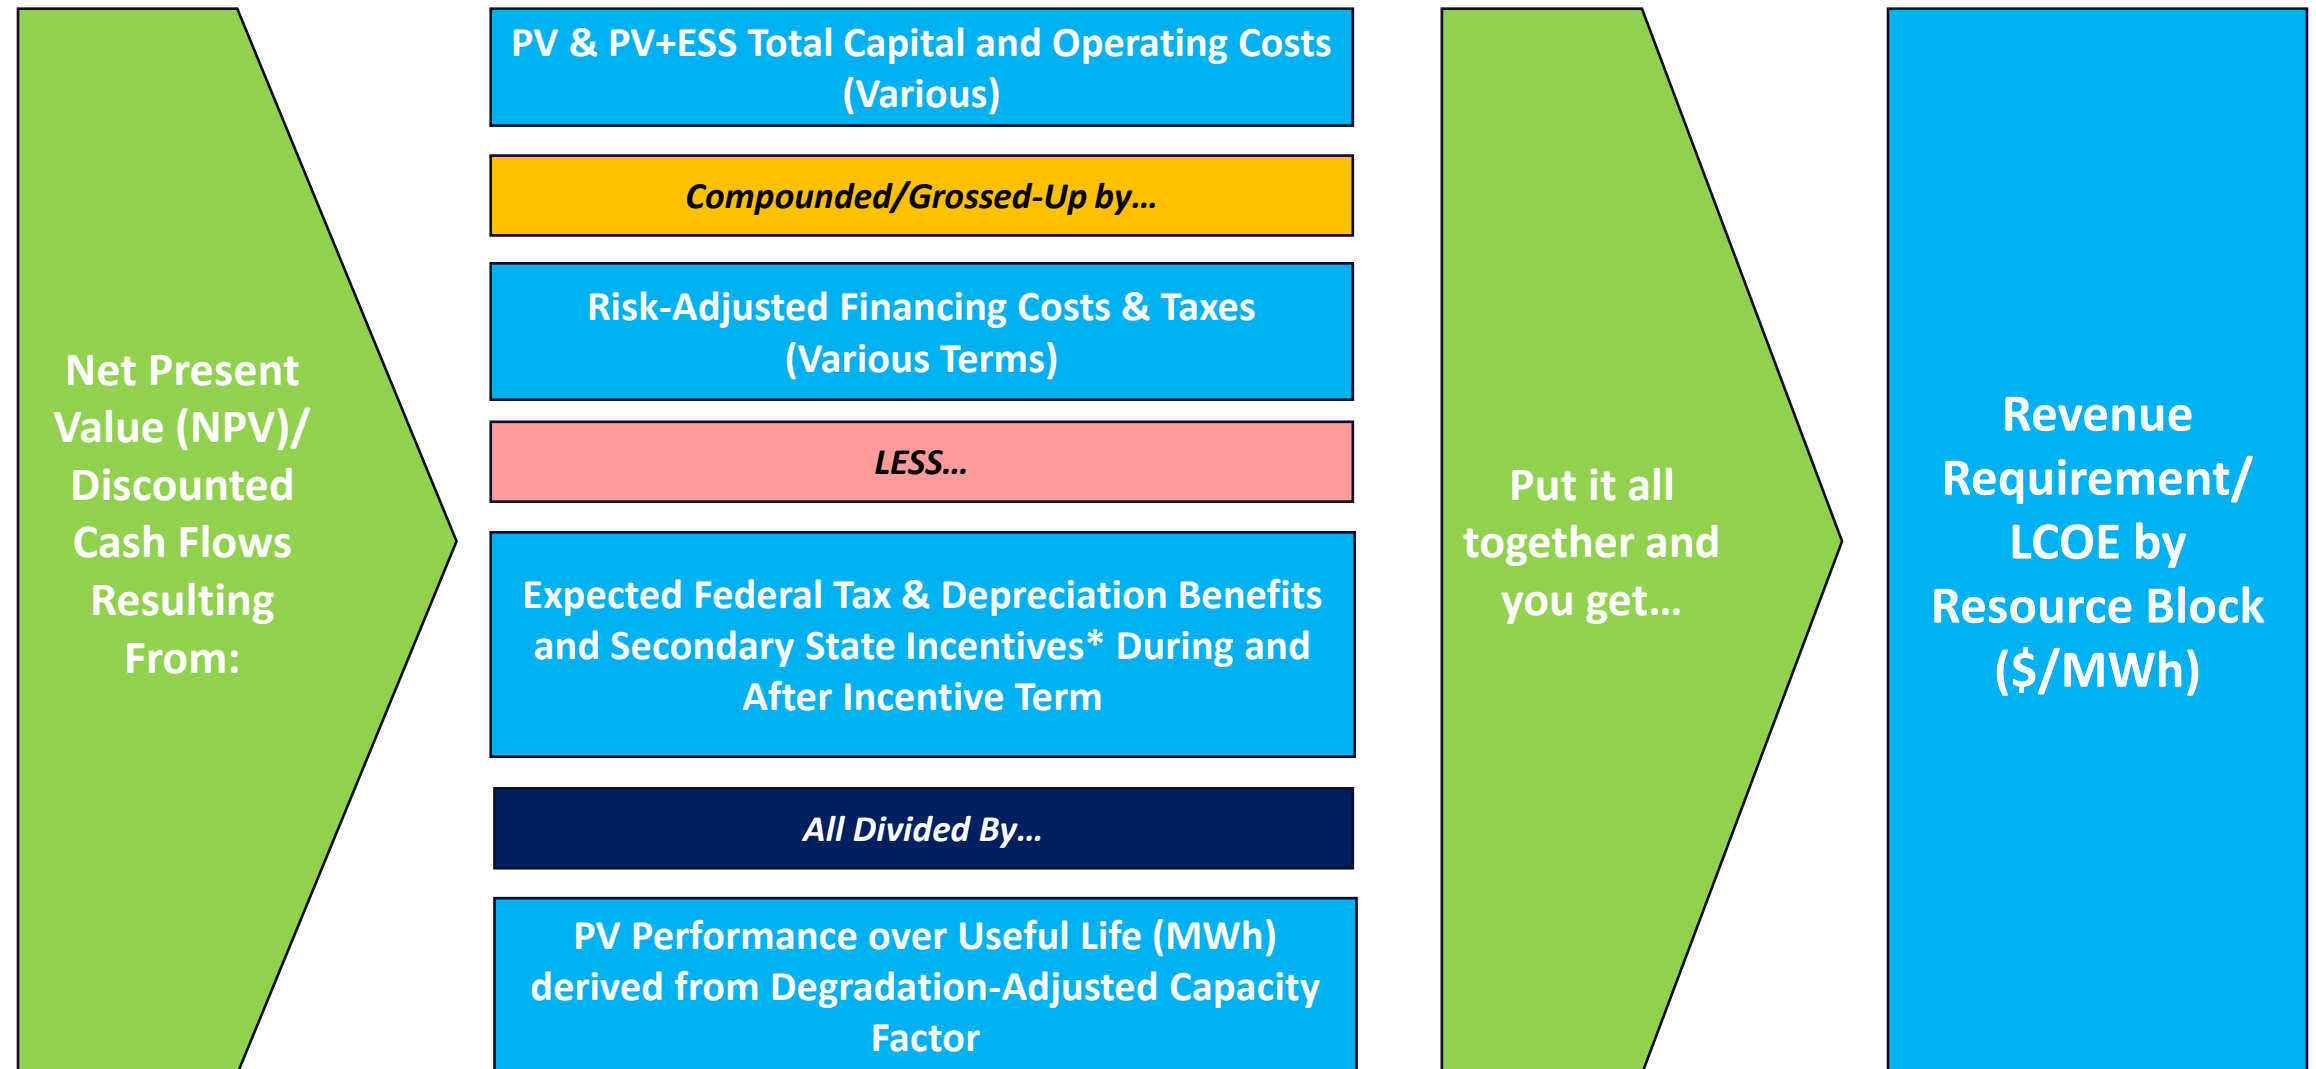 Net Present
Value (NPV)/
Discounted
Cash Flows
Resulting
From:
PV & PV+ESS Total Capital and Operating Costs
(Various)
Compounded/Grossed-Up by…
Risk-Adjusted Financing Costs & Taxes
(Various Terms)
LESS…
Expected Federal Tax & Depreciation Benefits
and Secondary State Incentives* During and
After Incentive Term
All Divided By…
PV Performance over Useful Life (MWh)
derived from Degradation-Adjusted Capacity
Factor
Put it all
together and
you get…
Revenue
Requirement/
LCOE by
Resource Block
($/MWh)